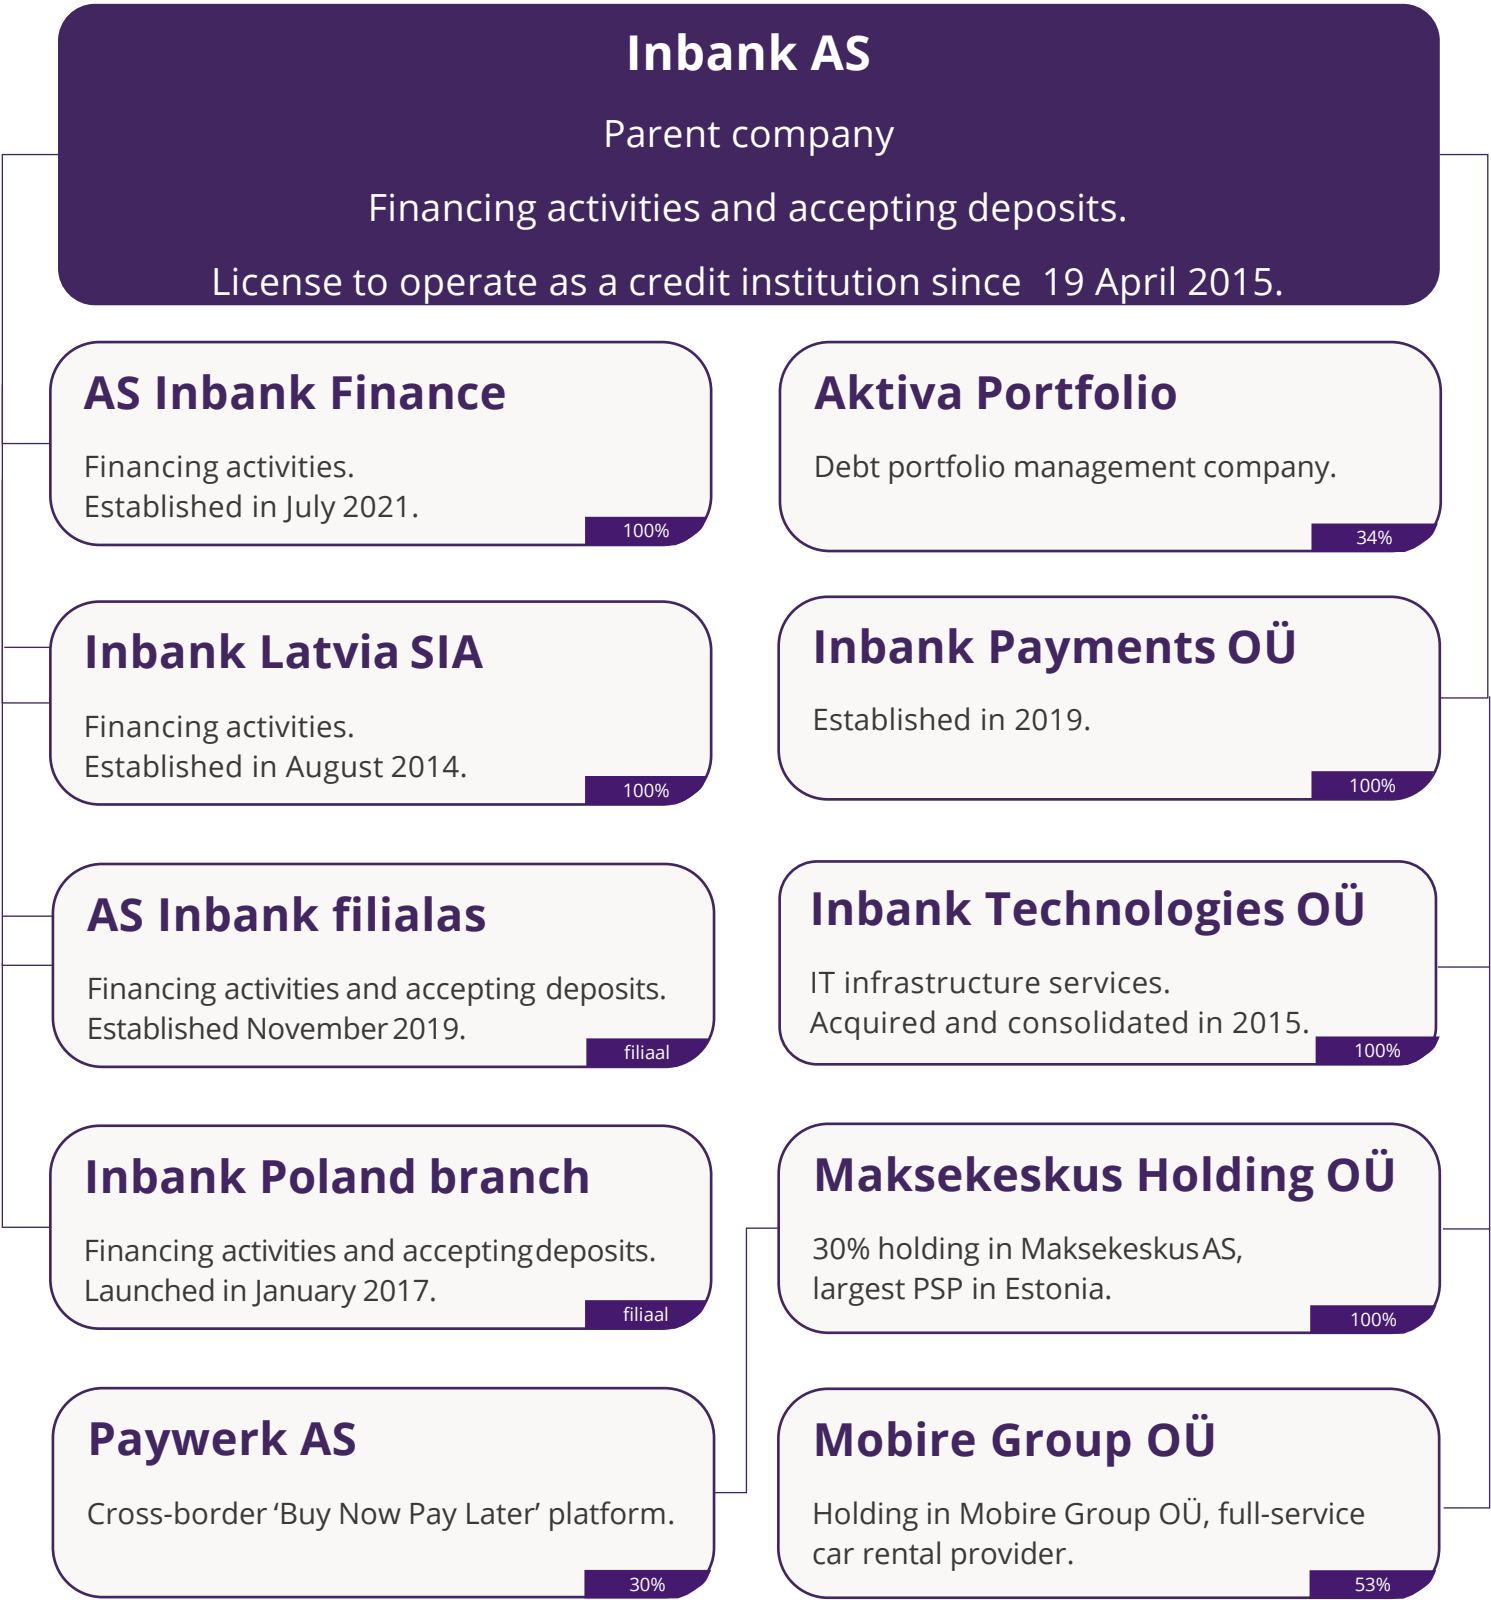 Inbank AS
Parent company
Financing activities and accepting deposits.
License to operate as a credit institution since 19 April 2015.
AS Inbank Finance
Financing activities.
Established in July 2021.
100%
Aktiva Portfolio
Debt portfolio management company.
34%
Inbank Latvia SIA
Financing activities.
Established in August 2014.
100%
Inbank Payments OÜ
Established in 2019.
100%
AS Inbank filialas
Financing activities and accepting deposits.
Established November 2019.
filiaal
Inbank Technologies OÜ
IT infrastructure services.
Acquired and consolidated in 2015.
100%
Inbank Poland branch
Financing activities and accepting deposits.
Launched in January 2017.
filiaal
Maksekeskus Holding OÜ
30% holding in Maksekeskus AS,
largest PSP in Estonia.
100%
Paywerk AS
Cross-border ‘Buy Now Pay Later’ platform.
30%
Mobire Group OÜ
Holding in Mobire Group OÜ, full-service
car rental provider.
53%